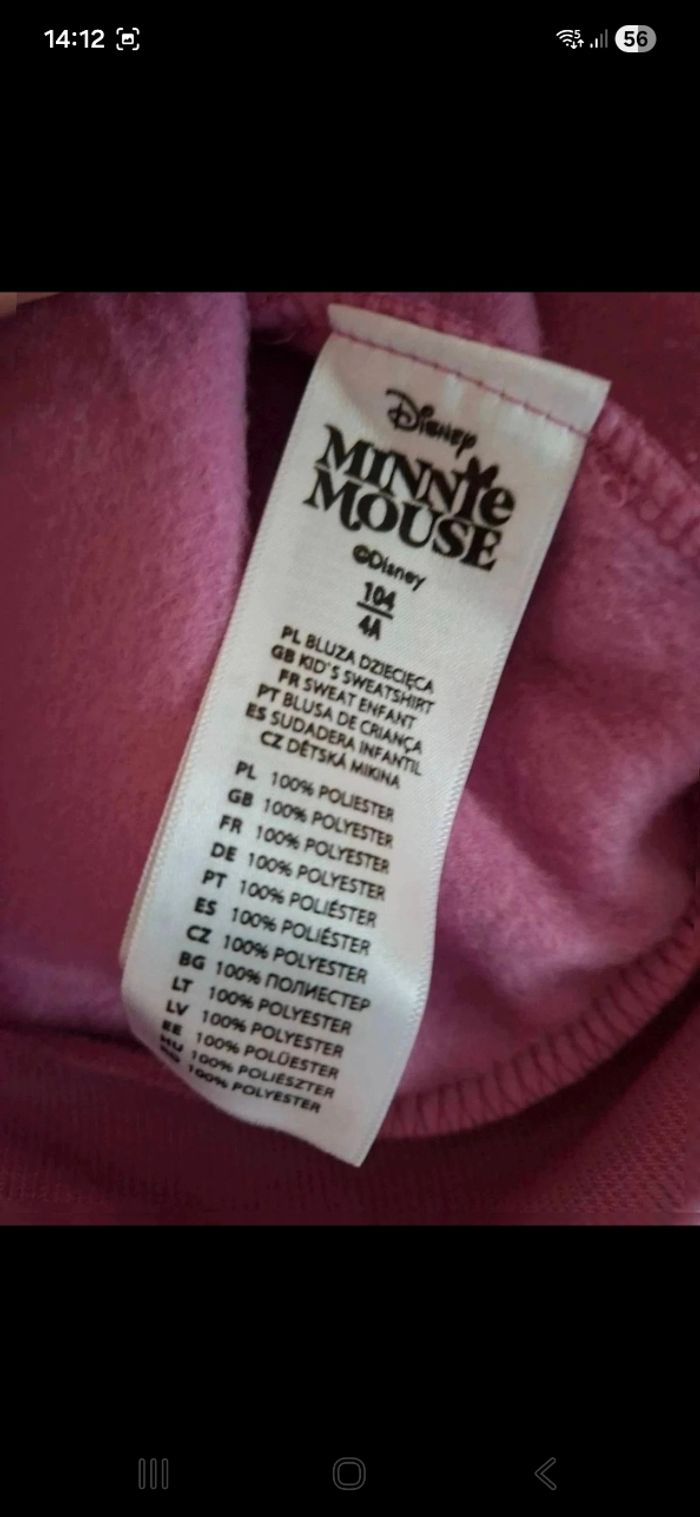 14:12
56
Disney
MINNIE
MOUSE
©Disney
104
4A
PL BLUZA DZIECIĘCA
GB KID'S SWEATSHIRT
FR SWEAT ENFANT
PT BLUSA DE CRIANÇA
ES SUDADERA INFANTIL
CZ DĚTSKÁ MIKINA
PL 100% POLIESTER
GB 100% POLYESTER
FR 100% POLYESTER
DE 100% POLYESTER
PT 100% POLIÉSTER
ES 100% POLIÉSTER
CZ 100% POLYESTER
BG 100% ПОЛИЕСТЕР
LT 100% POLYESTER
LV 100% POLYESTER
EE 100% POLÜESTER
HU 100% POLIÉSZTER
100% POLYESTER